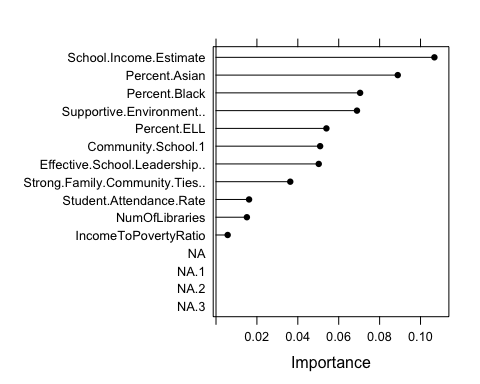 School.Income.Estimate
Percent.Asian
Percent.Black
Supportive.Environment..
Percent.ELL
Community.School.1
Effective.School.Leadership..
Strong.Family.Community.Ties..
Student.Attendance.Rate
NumOfLibraries
IncomeToPovertyRatio
NA
NA.1
NA.2
NA.3
0.02 0.04 0.06 0.08 0.10
Importance